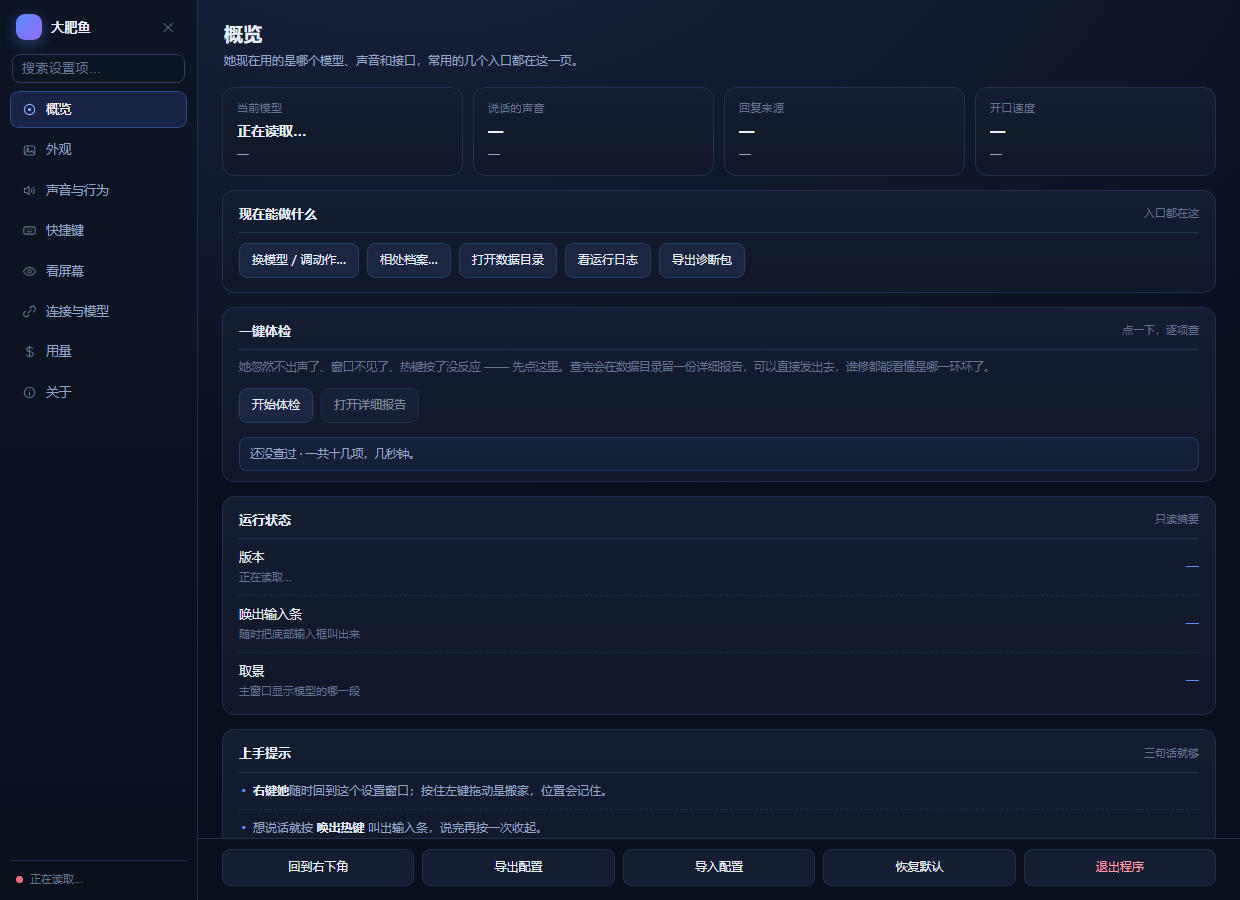 大肥鱼
搜索设置项...
概览
外观
声音与行为
快捷键
看屏幕
连接与模型
用量
关于
正在读取...
概览
她现在用的是哪个模型、声音和接口，常用的几个入口都在这一页。
当前模型
正在读取...
—
说话的声音
—
—
回复来源
—
—
开口速度
—
—
现在能做什么
入口都在这
换模型 / 调动作... 相处档案... 打开数据目录 看运行日志 导出诊断包
一键体检
点一下，逐项查
她忽然不出声了、窗口不见了、热键按了没反应 —— 先点这里。查完会在数据目录留一份详细报告，可以直接发出去，谁修都能看懂是哪一环坏了。
开始体检 打开详细报告
还没查过 · 一共十几项，几秒钟。
运行状态
只读摘要
版本
正在读取...
—
唤出输入条
随时把底部输入框叫出来
—
取景
主窗口显示模型的哪一段
—
上手提示
三句话就够
• 右键她随时回到这个设置窗口；按住左键拖动是搬家，位置会记住。
• 想说话就按 唤出热键 叫出输入条，说完再按一次收起。
回到右下角 导出配置 导入配置 恢复默认 退出程序